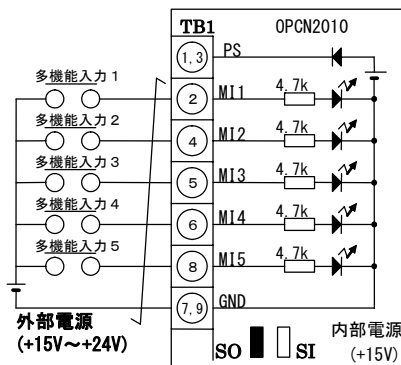 TB1 OPCN2010
1,3 PS
多機能入力1
2 MI1 4.7k
多機能入力2
4 MI2 4.7k
多機能入力3
5 MI3 4.7k
多機能入力4
6 MI4 4.7k
多機能入力5
8 MI5 4.7k
7,9 GND
外部電源 内部電源
(+15V～+24V) SO SI (+15V)